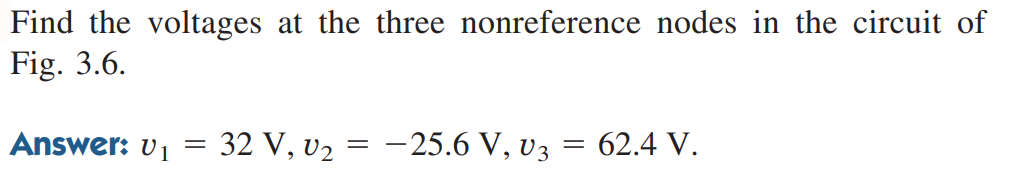 Find the voltages at the three nonreference nodes in the circuit of
Fig. 3.6.
Answer: v₁ = 32 V, v₂ = −25.6 V, v₃ = 62.4 V.